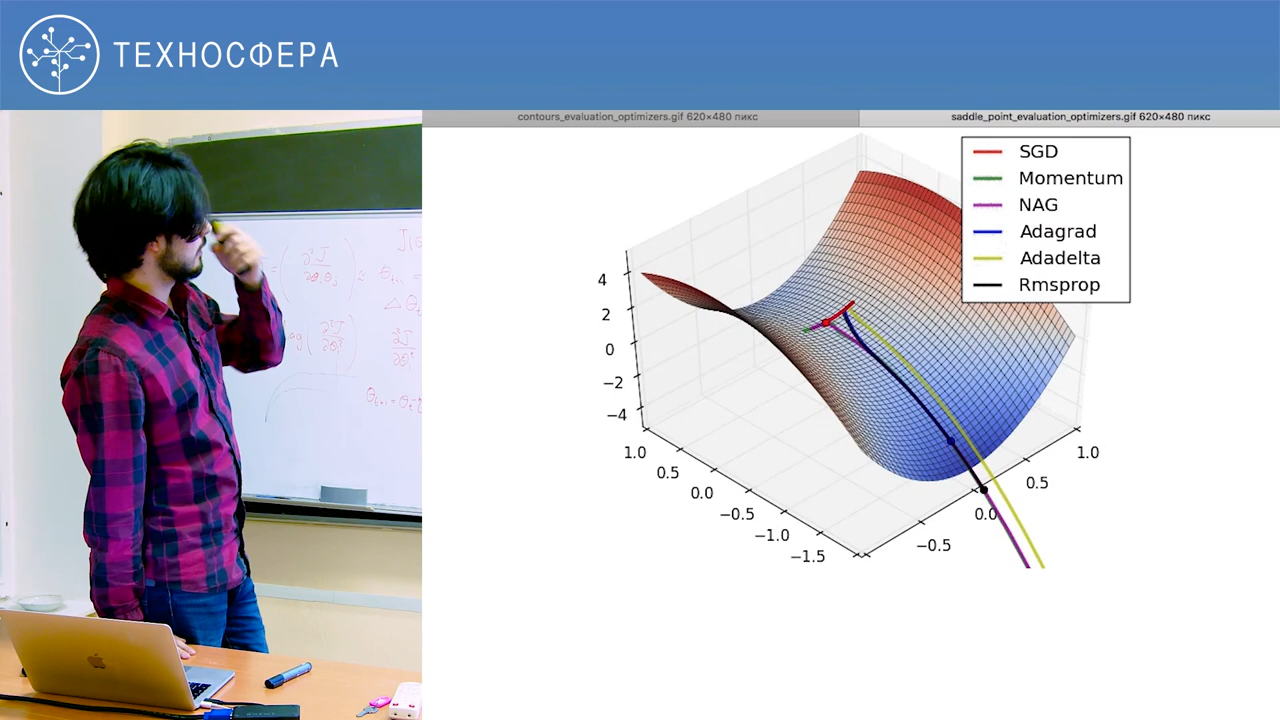 ТЕХНОСФЕРА
contours_evaluation_optimizers.gif 620×480 пикс
saddle_point_evaluation_optimizers.gif 620×480 пикс
SGD
Momentum
NAG
Adagrad
Adadelta
Rmsprop
4
2
0
−2
−4
1.0
0.5
0.0
−0.5
−1.0
−1.5
−0.5
0.0
0.5
1.0